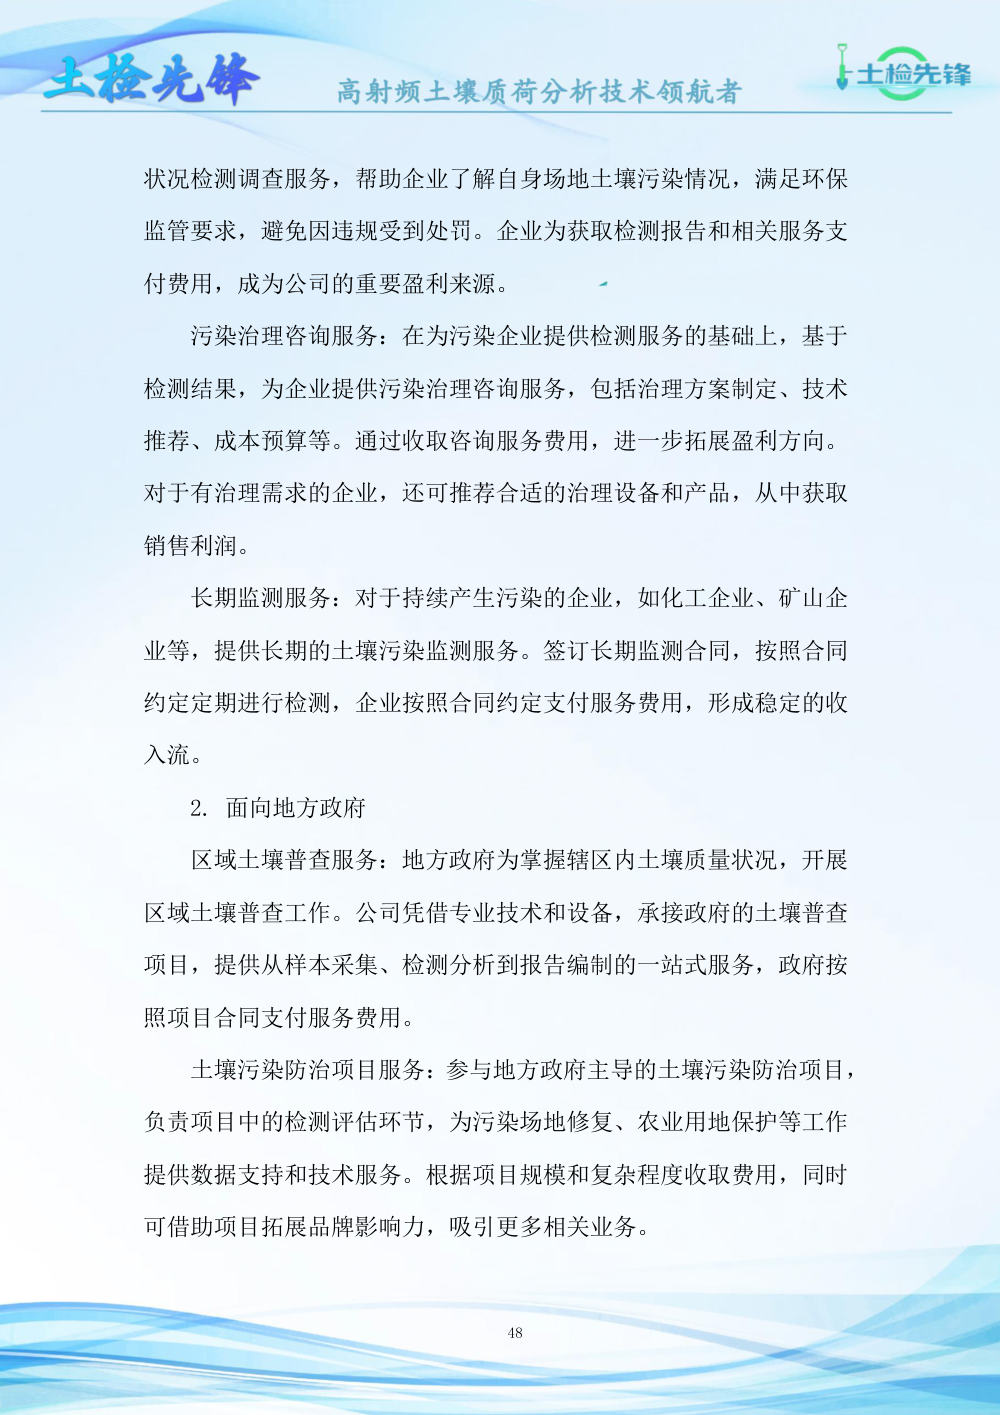 土检先锋
高射频土壤质荷分析技术领航者
土检先锋
状况检测调查服务，帮助企业了解自身场地土壤污染情况，满足环保
监管要求，避免因违规受到处罚。企业为获取检测报告和相关服务支
付费用，成为公司的重要盈利来源。
污染治理咨询服务：在为污染企业提供检测服务的基础上，基于
检测结果，为企业提供污染治理咨询服务，包括治理方案制定、技术
推荐、成本预算等。通过收取咨询服务费用，进一步拓展盈利方向。
对于有治理需求的企业，还可推荐合适的治理设备和产品，从中获取
销售利润。
长期监测服务：对于持续产生污染的企业，如化工企业、矿山企
业等，提供长期的土壤污染监测服务。签订长期监测合同，按照合同
约定定期进行检测，企业按照合同约定支付服务费用，形成稳定的收
入流。
2. 面向地方政府
区域土壤普查服务：地方政府为掌握辖区内土壤质量状况，开展
区域土壤普查工作。公司凭借专业技术和设备，承接政府的土壤普查
项目，提供从样本采集、检测分析到报告编制的一站式服务，政府按
照项目合同支付服务费用。
土壤污染防治项目服务：参与地方政府主导的土壤污染防治项目，
负责项目中的检测评估环节，为污染场地修复、农业用地保护等工作
提供数据支持和技术服务。根据项目规模和复杂程度收取费用，同时
可借助项目拓展品牌影响力，吸引更多相关业务。
48